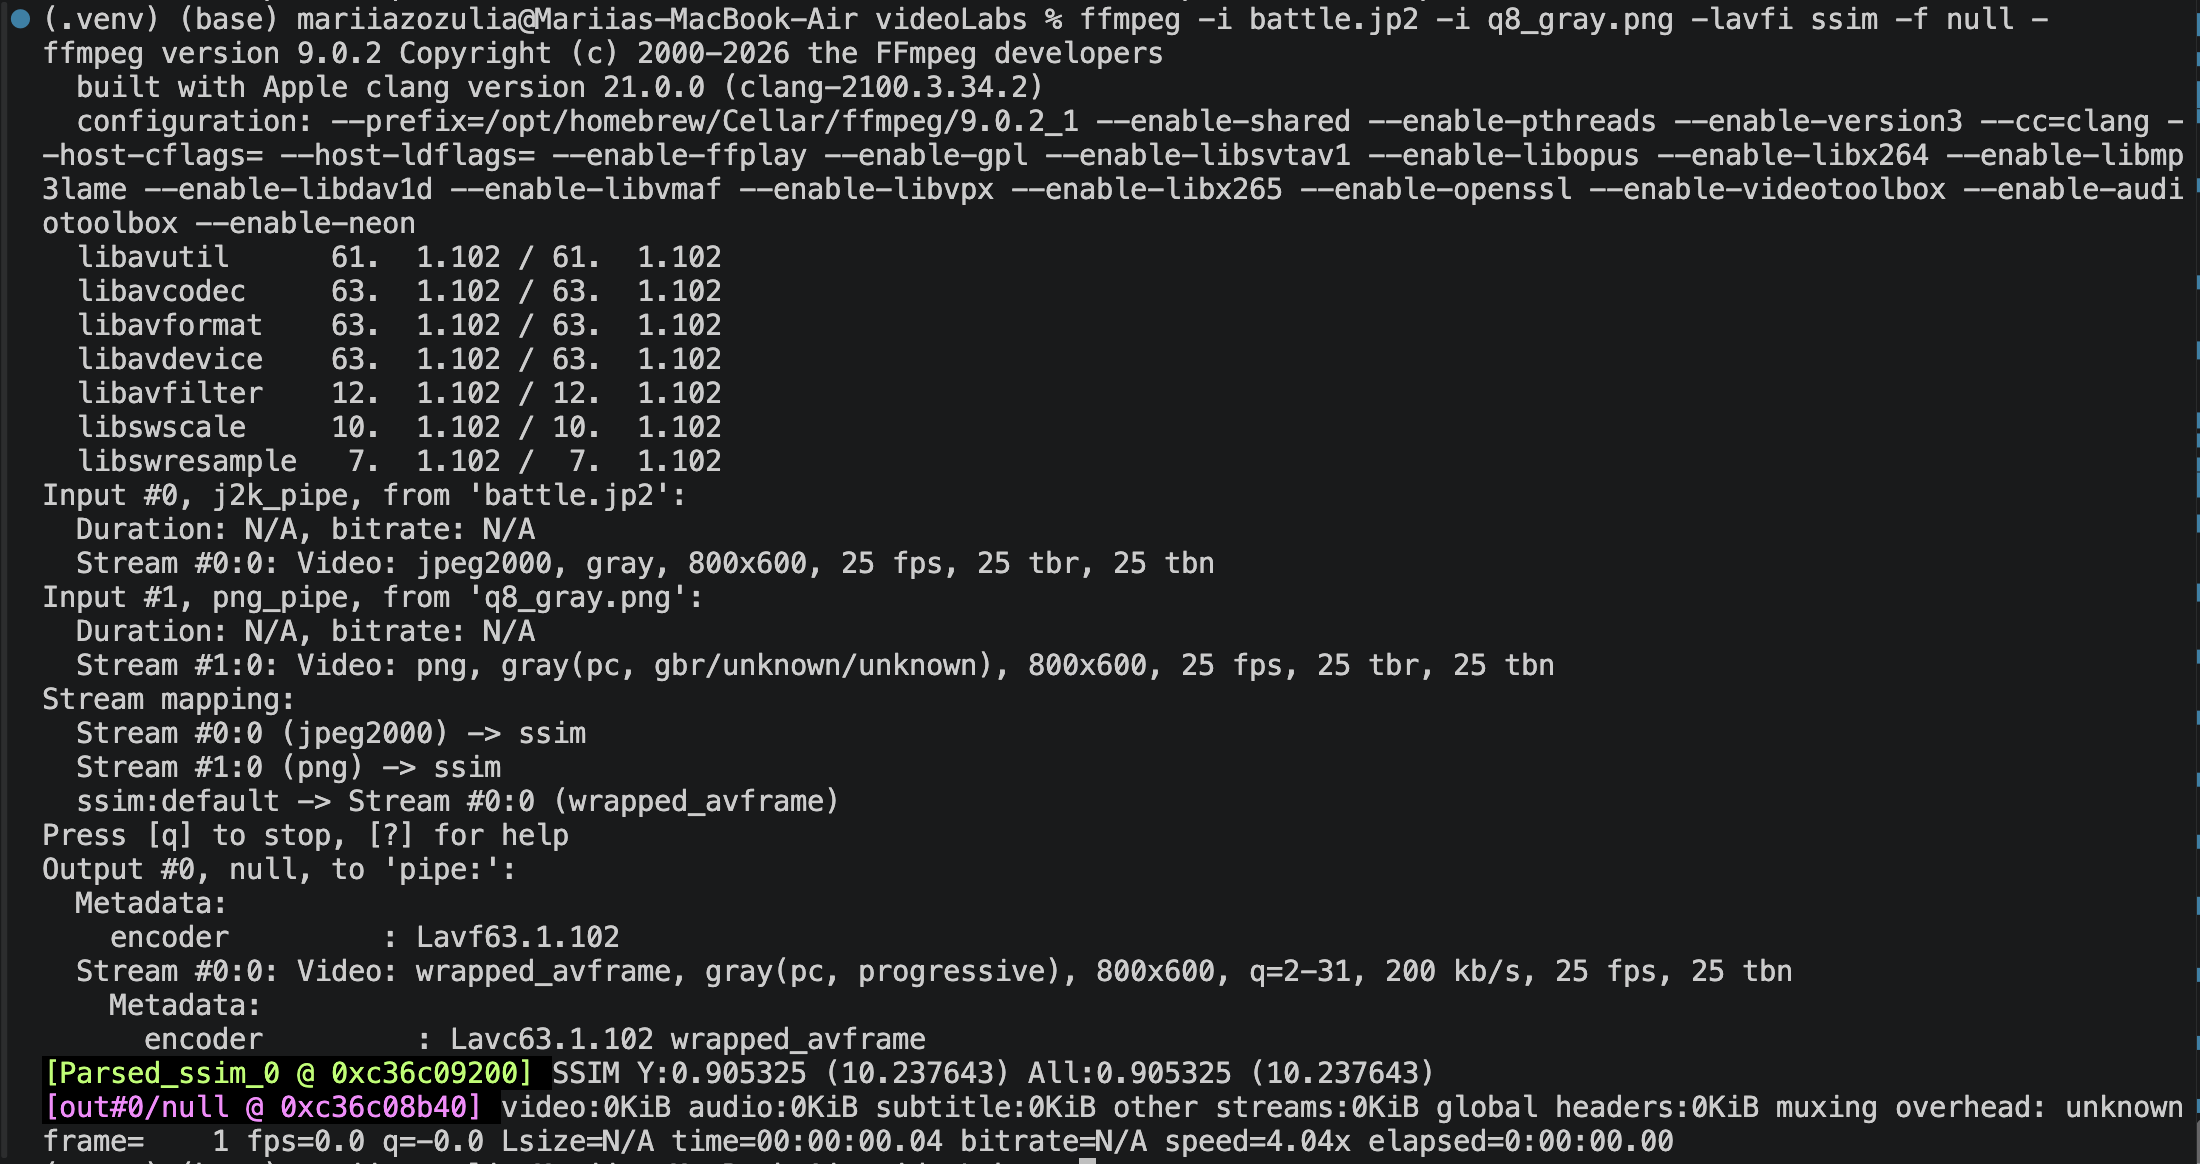 (.venv) (base) mariiazozulia@Mariias-MacBook-Air videoLabs % ffmpeg -i battle.jp2 -i q8_gray.png -lavfi ssim -f null -
ffmpeg version 9.0.2 Copyright (c) 2000-2026 the FFmpeg developers
  built with Apple clang version 21.0.0 (clang-2100.3.34.2)
  configuration: --prefix=/opt/homebrew/Cellar/ffmpeg/9.0.2_1 --enable-shared --enable-pthreads --enable-version3 --cc=clang -
-host-cflags= --host-ldflags= --enable-ffplay --enable-gpl --enable-libsvtav1 --enable-libopus --enable-libx264 --enable-libmp
3lame --enable-libdav1d --enable-libvmaf --enable-libvpx --enable-libx265 --enable-openssl --enable-videotoolbox --enable-audi
otoolbox --enable-neon
  libavutil      61.  1.102 / 61.  1.102
  libavcodec     63.  1.102 / 63.  1.102
  libavformat    63.  1.102 / 63.  1.102
  libavdevice    63.  1.102 / 63.  1.102
  libavfilter    12.  1.102 / 12.  1.102
  libswscale     10.  1.102 / 10.  1.102
  libswresample   7.  1.102 /  7.  1.102
Input #0, j2k_pipe, from 'battle.jp2':
  Duration: N/A, bitrate: N/A
  Stream #0:0: Video: jpeg2000, gray, 800x600, 25 fps, 25 tbr, 25 tbn
Input #1, png_pipe, from 'q8_gray.png':
  Duration: N/A, bitrate: N/A
  Stream #1:0: Video: png, gray(pc, gbr/unknown/unknown), 800x600, 25 fps, 25 tbr, 25 tbn
Stream mapping:
  Stream #0:0 (jpeg2000) -> ssim
  Stream #1:0 (png) -> ssim
  ssim:default -> Stream #0:0 (wrapped_avframe)
Press [q] to stop, [?] for help
Output #0, null, to 'pipe:':
  Metadata:
    encoder         : Lavf63.1.102
  Stream #0:0: Video: wrapped_avframe, gray(pc, progressive), 800x600, q=2-31, 200 kb/s, 25 fps, 25 tbn
    Metadata:
      encoder         : Lavc63.1.102 wrapped_avframe
[Parsed_ssim_0 @ 0xc36c09200] SSIM Y:0.905325 (10.237643) All:0.905325 (10.237643)
[out#0/null @ 0xc36c08b40] video:0KiB audio:0KiB subtitle:0KiB other streams:0KiB global headers:0KiB muxing overhead: unknown
frame=    1 fps=0.0 q=-0.0 Lsize=N/A time=00:00:00.04 bitrate=N/A speed=4.04x elapsed=0:00:00.00